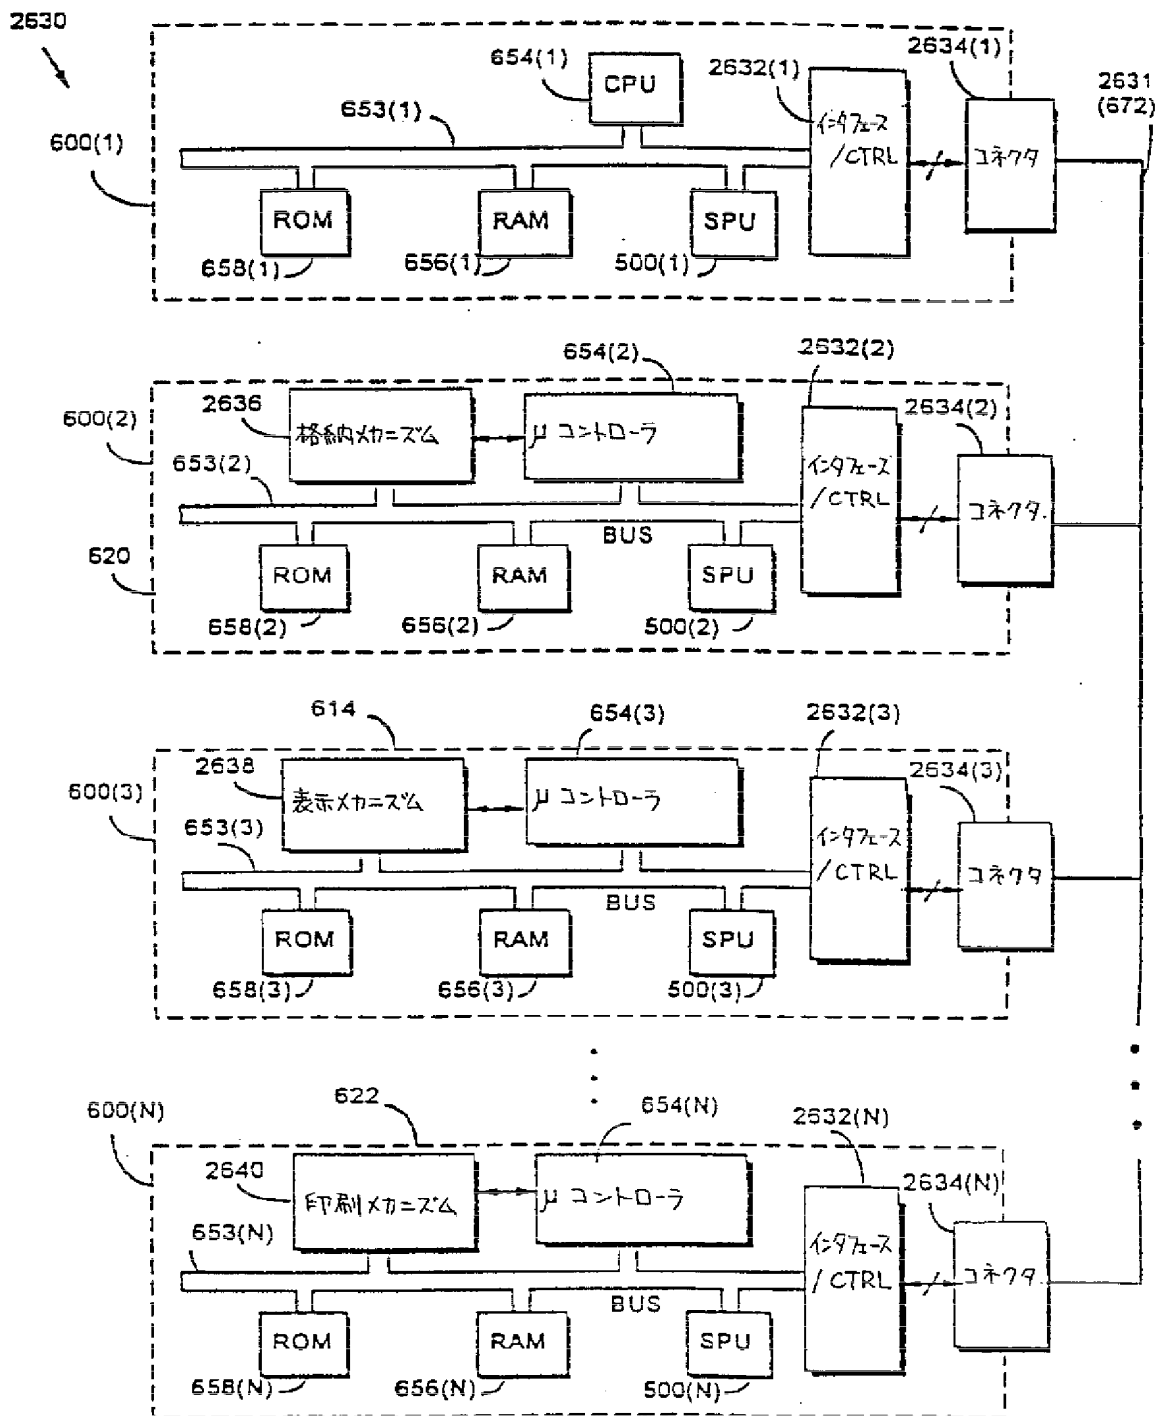 2630
600(1)
654(1)
CPU
653(1)
2632(1)
インタフェース
/CTRL
2634(1)
コネクタ
2631
(672)
ROM
658(1)
RAM
656(1)
SPU
500(1)
600(2)
620
2636
格納メカニズム
654(2)
μコントローラ
2632(2)
インタフェース
/CTRL
2634(2)
コネクタ
653(2)
BUS
ROM
658(2)
RAM
656(2)
SPU
500(2)
614
600(3)
2638
表示メカニズム
654(3)
μコントローラ
2632(3)
インタフェース
/CTRL
2634(3)
コネクタ
653(3)
BUS
ROM
658(3)
RAM
656(3)
SPU
500(3)
622
600(N)
2640
印刷メカニズム
654(N)
μコントローラ
2632(N)
インタフェース
/CTRL
2634(N)
コネクタ
653(N)
BUS
ROM
658(N)
RAM
656(N)
SPU
500(N)